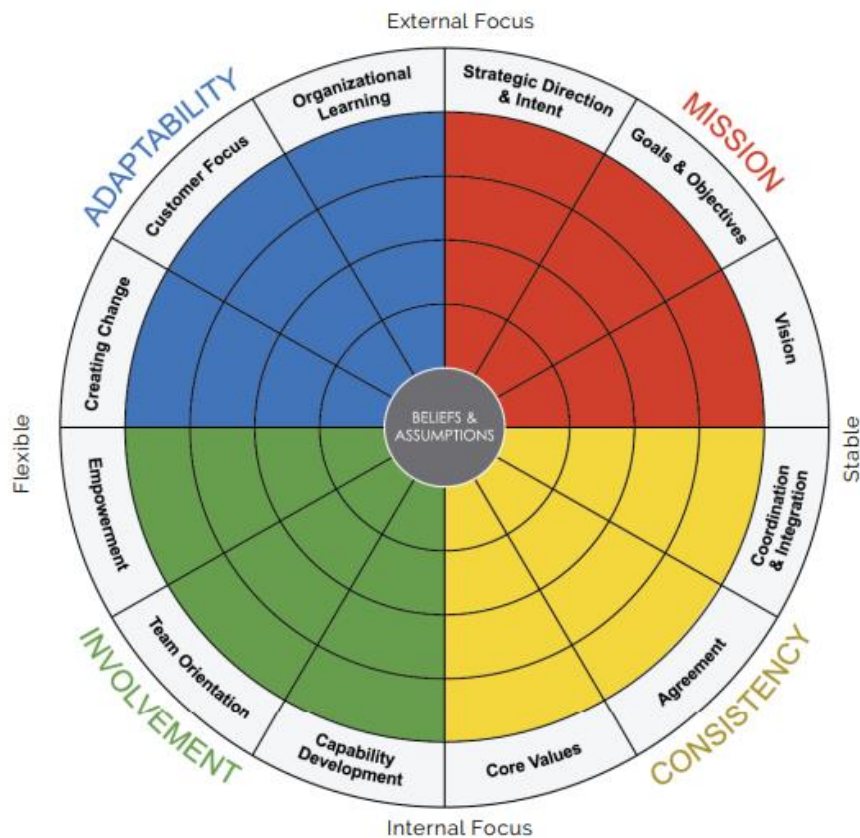 External Focus
ADAPTABILITY
Organizational
Learning
Strategic Direction
& Intent
MISSION
Customer Focus
Goals & Objectives
Creating Change
Vision
Flexible
BELIEFS &
ASSUMPTIONS
Stable
Empowerment
Coordination
& Integration
Team Orientation
Agreement
INVOLVEMENT
Capability
Development
Core Values
CONSISTENCY
Internal Focus